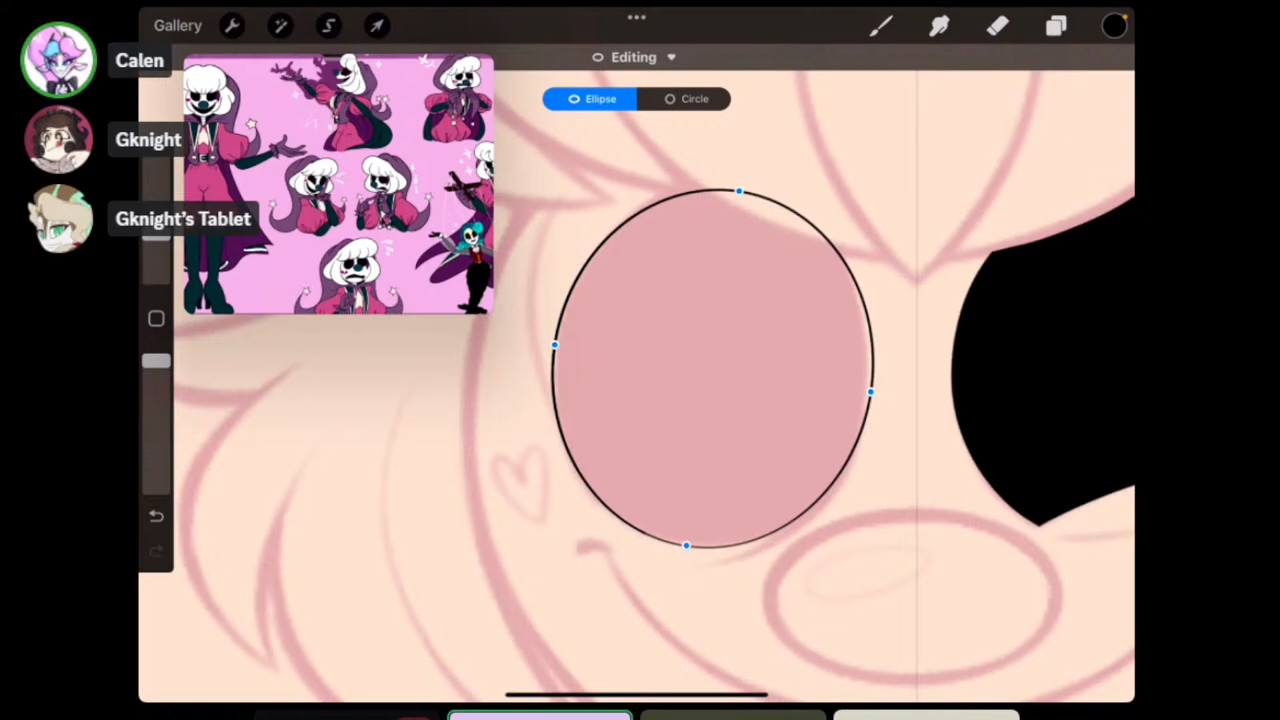 Gallery
Editing
Ellipse
Circle
Calen
Gknight
Gknight's Tablet